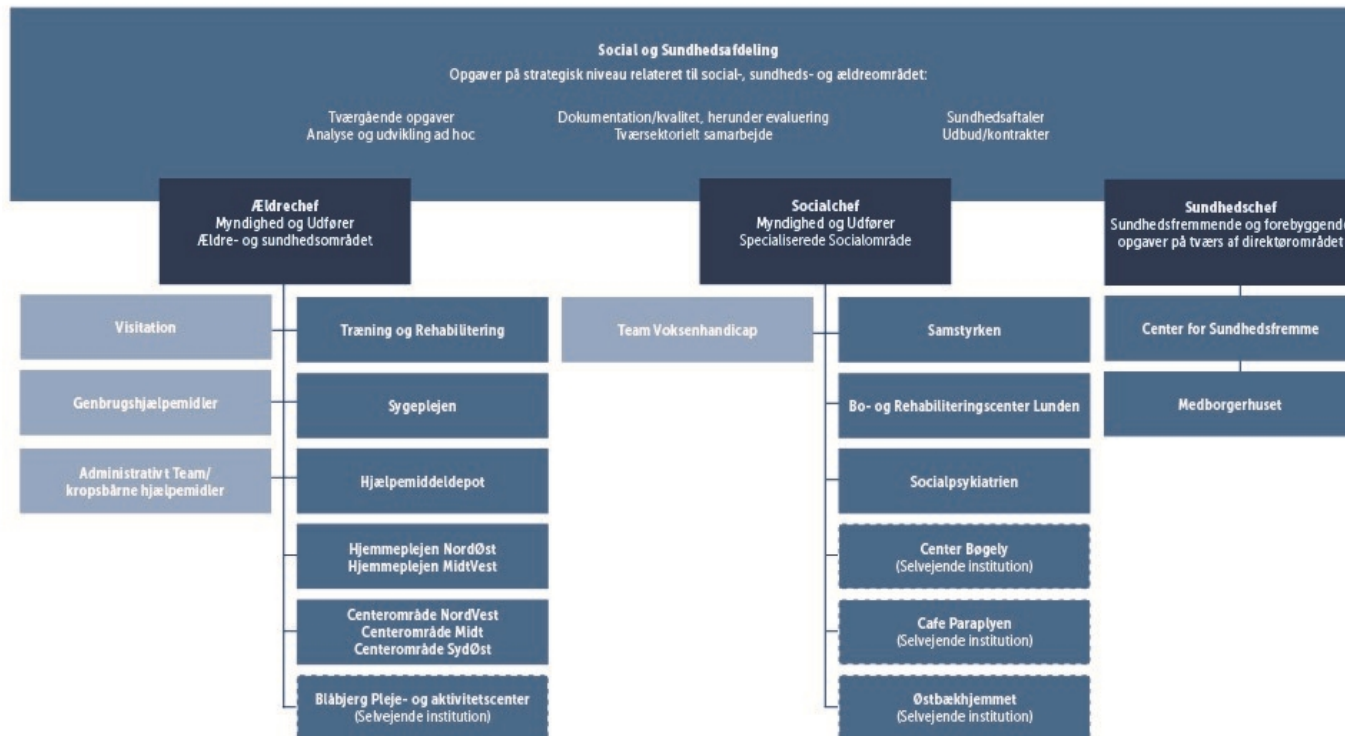 Social og Sundhedsafdeling
Opgaver på strategisk niveau relateret til social-, sundheds- og ældreområdet:
Tværgående opgaver
Analyse og udvikling ad hoc
Dokumentation/kvalitet, herunder evaluering
Tværsektorielt samarbejde
Sundhedsaftaler
Udbud/kontrakter
Ældrechef
Myndighed og Udfører
Ældre- og sundhedsområdet
Visitation
Genbrugshjælpemidler
Administrativt Team/
kropsbårne hjælpemidler
Træning og Rehabilitering
Sygeplejen
Hjælpemiddeldepot
Hjemmeplejen NordØst
Hjemmeplejen MidtVest
Centerområde NordVest
Centerområde Midt
Centerområde SydØst
Blåbjerg Pleje- og aktivitetscenter
(Selvejende institution)
Socialchef
Myndighed og Udfører
Specialiserede Socialområde
Team Voksenhandicap
Samstyrken
Bo- og Rehabiliteringscenter Lunden
Socialpsykiatrien
Center Bøgely
(Selvejende institution)
Cafe Paraplyen
(Selvejende institution)
Østbækhjemmet
(Selvejende institution)
Sundhedschef
Sundhedsfremmende og forebyggende
opgaver på tværs af direktørområdet
Center for Sundhedsfremme
Medborgerhuset